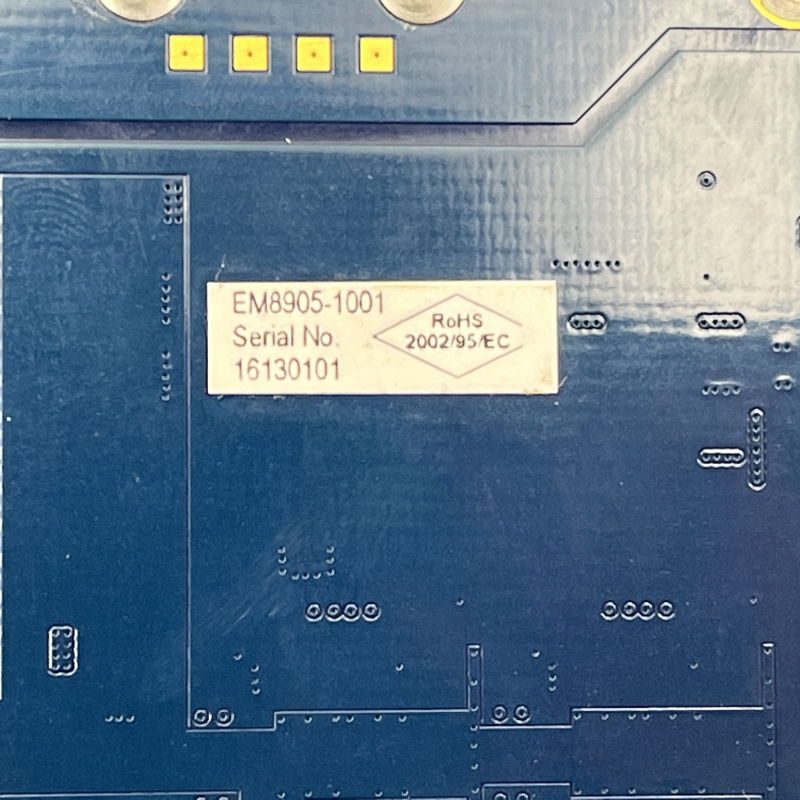 EM8905-1001
Serial No.
16130101
RoHS
2002/95/EC